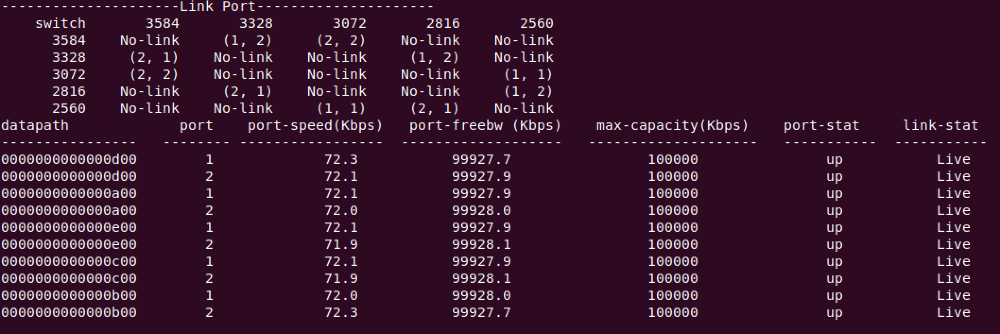 ---------------------Link Port---------------------
    switch       3584       3328       3072       2816       2560
      3584    No-link     (1, 2)     (2, 2)    No-link    No-link
      3328     (2, 1)    No-link    No-link     (1, 2)    No-link
      3072     (2, 2)    No-link    No-link    No-link     (1, 1)
      2816    No-link     (2, 1)    No-link    No-link     (1, 2)
      2560    No-link    No-link     (1, 1)     (2, 1)    No-link
datapath             port    port-speed(Kbps)   port-freebw (Kbps)    max-capacity(Kbps)    port-stat     link-stat
----------------   -------- -----------------  -------------------   --------------------   -----------  -----------
0000000000000d00        1             72.3           99927.7                100000               up           Live
0000000000000d00        2             72.1           99927.9                100000               up           Live
0000000000000a00        1             72.1           99927.9                100000               up           Live
0000000000000a00        2             72.0           99928.0                100000               up           Live
0000000000000e00        1             72.1           99927.9                100000               up           Live
0000000000000e00        2             71.9           99928.1                100000               up           Live
0000000000000c00        1             72.1           99927.9                100000               up           Live
0000000000000c00        2             71.9           99928.1                100000               up           Live
0000000000000b00        1             72.0           99928.0                100000               up           Live
0000000000000b00        2             72.3           99927.7                100000               up           Live